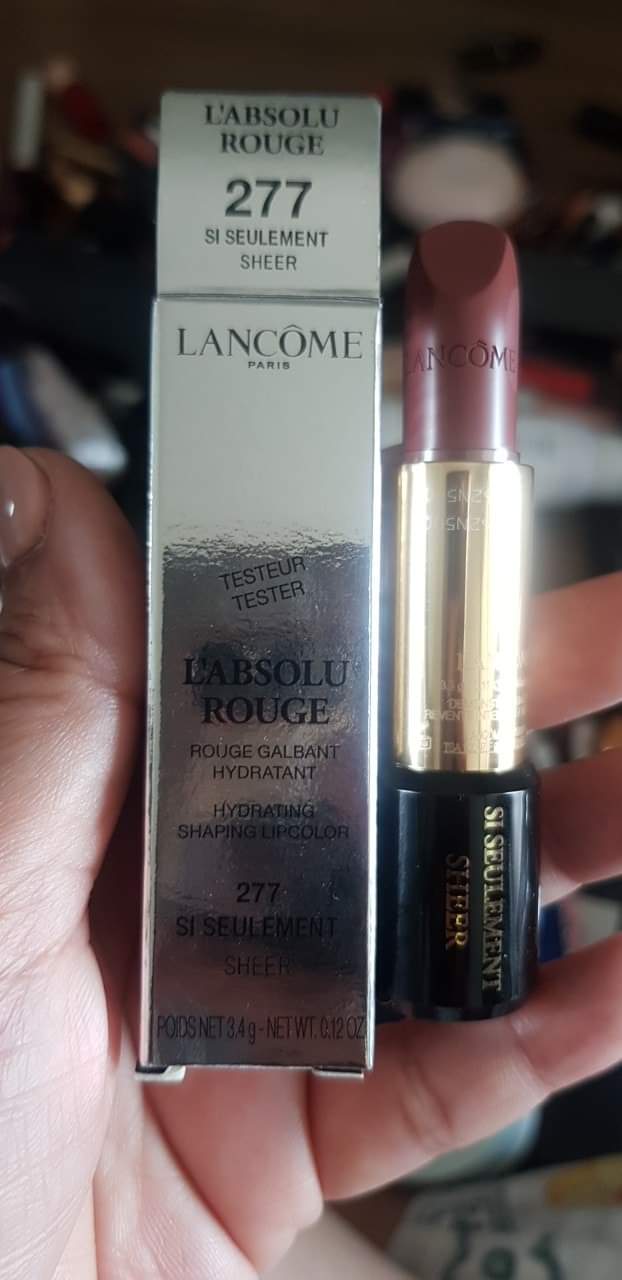 L'ABSOLU
ROUGE
277
SI SEULEMENT
SHEER
LANCÔME
PARIS
TESTEUR
TESTER
L'ABSOLU
ROUGE
ROUGE GALBANT
HYDRATANT
HYDRATING
SHAPING LIPCOLOR
277
SI SEULEMENT
SHEER
POIDS NET 3.4 g - NET WT. 0.12 OZ
LANCÔME
SI SEULEMENT
SHEER